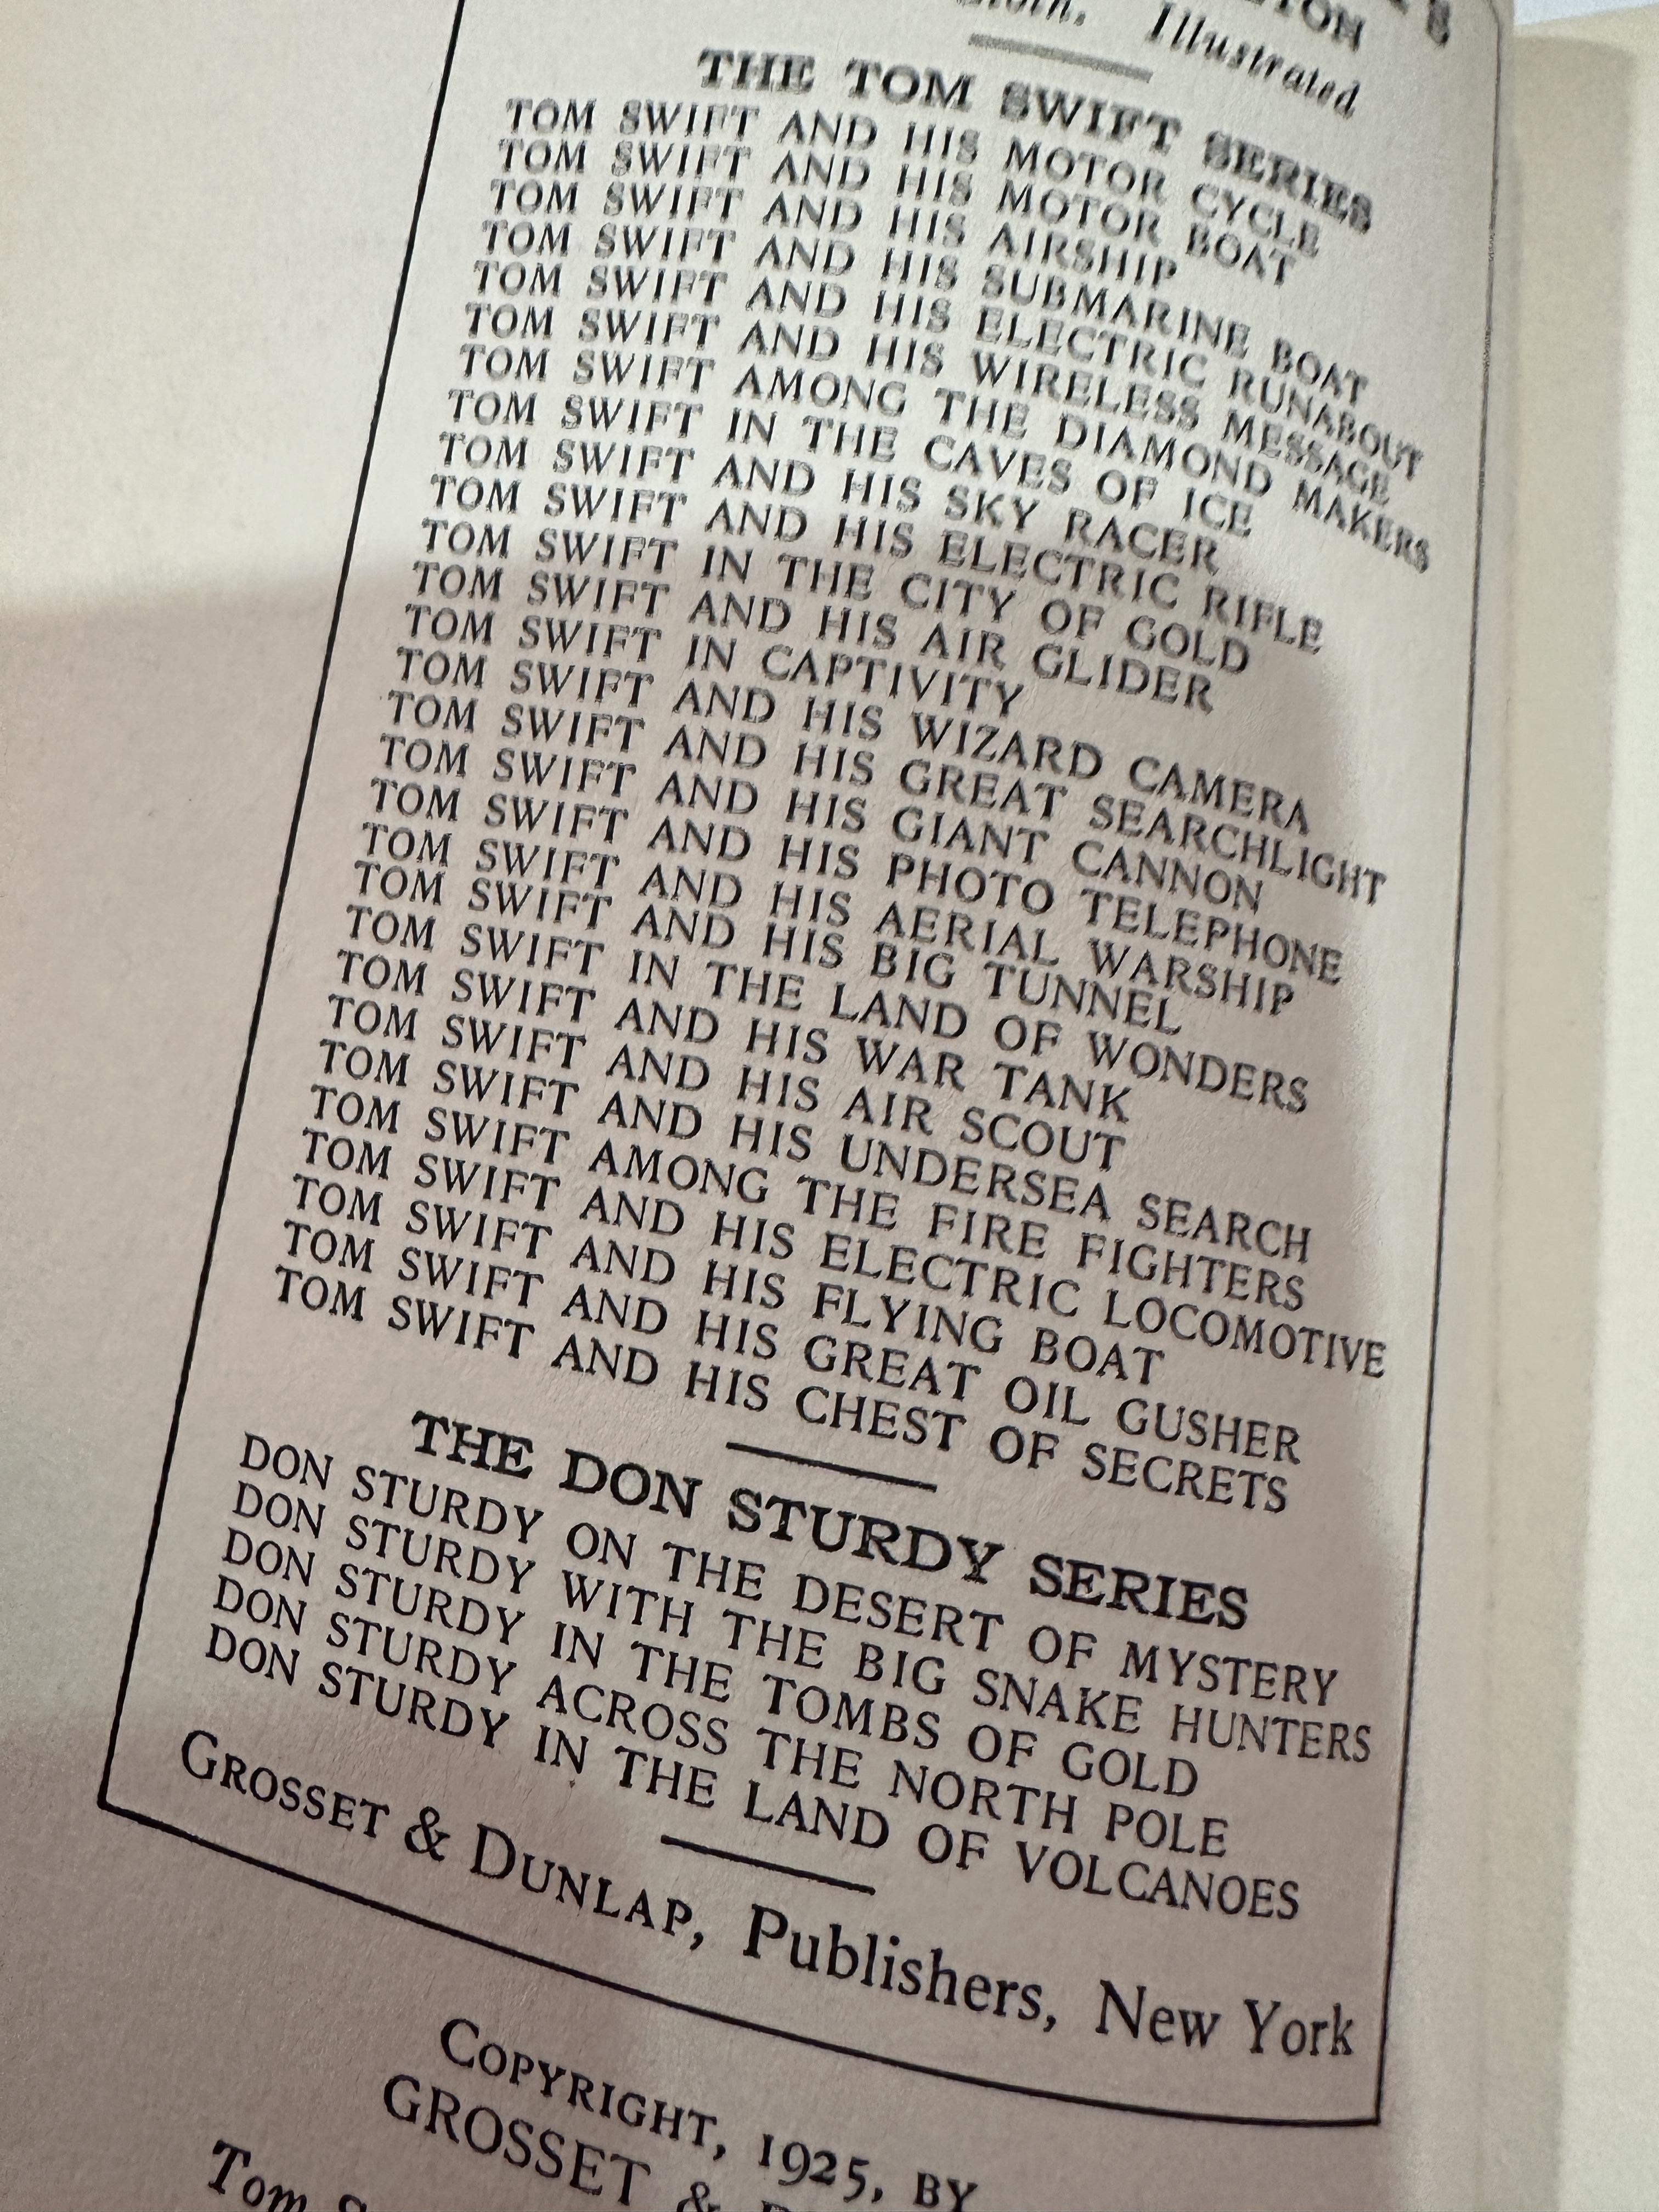 Illustrated
THE TOM SWIFT SERIES
TOM SWIFT AND HIS MOTOR CYCLE
TOM SWIFT AND HIS MOTOR BOAT
TOM SWIFT AND HIS AIRSHIP
TOM SWIFT AND HIS SUBMARINE BOAT
TOM SWIFT AND HIS ELECTRIC RUNABOUT
TOM SWIFT AND HIS WIRELESS MESSAGE
TOM SWIFT AMONG THE DIAMOND MAKERS
TOM SWIFT IN THE CAVES OF ICE
TOM SWIFT AND HIS SKY RACER
TOM SWIFT AND HIS ELECTRIC RIFLE
TOM SWIFT IN THE CITY OF GOLD
TOM SWIFT AND HIS AIR GLIDER
TOM SWIFT IN CAPTIVITY
TOM SWIFT AND HIS WIZARD CAMERA
TOM SWIFT AND HIS GREAT SEARCHLIGHT
TOM SWIFT AND HIS GIANT CANNON
TOM SWIFT AND HIS PHOTO TELEPHONE
TOM SWIFT AND HIS AERIAL WARSHIP
TOM SWIFT AND HIS BIG TUNNEL
TOM SWIFT IN THE LAND OF WONDERS
TOM SWIFT AND HIS WAR TANK
TOM SWIFT AND HIS AIR SCOUT
TOM SWIFT AND HIS UNDERSEA SEARCH
TOM SWIFT AMONG THE FIRE FIGHTERS
TOM SWIFT AND HIS ELECTRIC LOCOMOTIVE
TOM SWIFT AND HIS FLYING BOAT
TOM SWIFT AND HIS GREAT OIL GUSHER
TOM SWIFT AND HIS CHEST OF SECRETS
THE DON STURDY SERIES
DON STURDY ON THE DESERT OF MYSTERY
DON STURDY WITH THE BIG SNAKE HUNTERS
DON STURDY IN THE TOMBS OF GOLD
DON STURDY ACROSS THE NORTH POLE
DON STURDY IN THE LAND OF VOLCANOES
GROSSET & DUNLAP, Publishers, New York
COPYRIGHT, 1925, BY
GROSSET &
Tom